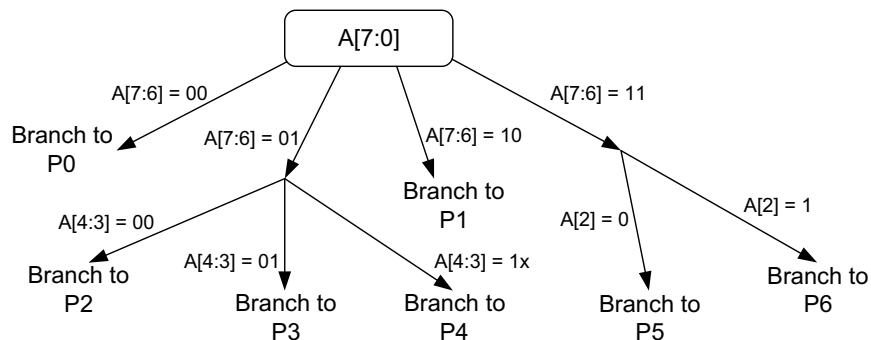 A[7:0]
A[7:6] = 00
A[7:6] = 11
Branch to
P0
A[7:6] = 01
A[7:6] = 10
Branch to
P1
A[4:3] = 00
A[2] = 0
A[2] = 1
A[4:3] = 01
A[4:3] = 1x
Branch to
P2
Branch to
P3
Branch to
P4
Branch to
P5
Branch to
P6